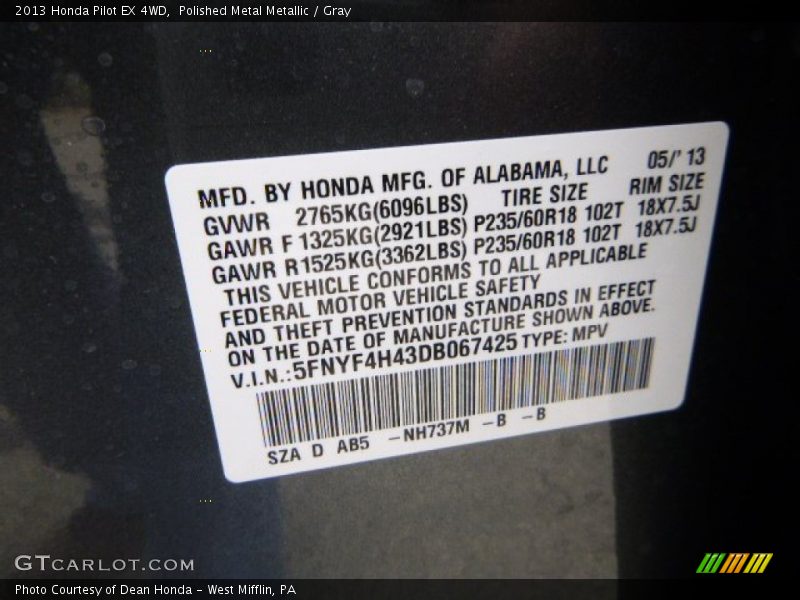 2013 Honda Pilot EX 4WD,  Polished Metal Metallic / Gray
MFD. BY HONDA MFG. OF ALABAMA, LLC 05/' 13
GVWR 2765KG(6096LBS) TIRE SIZE RIM SIZE
GAWR F 1325KG(2921LBS) P235/60R18 102T 18X7.5J
GAWR R 1525KG(3362LBS) P235/60R18 102T 18X7.5J
THIS VEHICLE CONFORMS TO ALL APPLICABLE
FEDERAL MOTOR VEHICLE SAFETY
AND THEFT PREVENTION STANDARDS IN EFFECT
ON THE DATE OF MANUFACTURE SHOWN ABOVE.
V.I.N.:5FNYF4H43DB067425 TYPE: MPV
SZA D AB5 -NH737M -B -B
GTCARLOT.COM
Photo Courtesy of Dean Honda - West Mifflin, PA